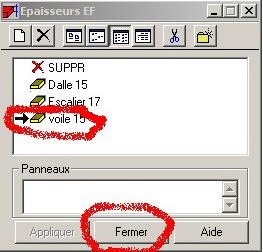 Epaisseurs EF
SUPPR
Dalle 15
Escalier 17
voile 15
Panneaux
Appliquer Fermer Aide